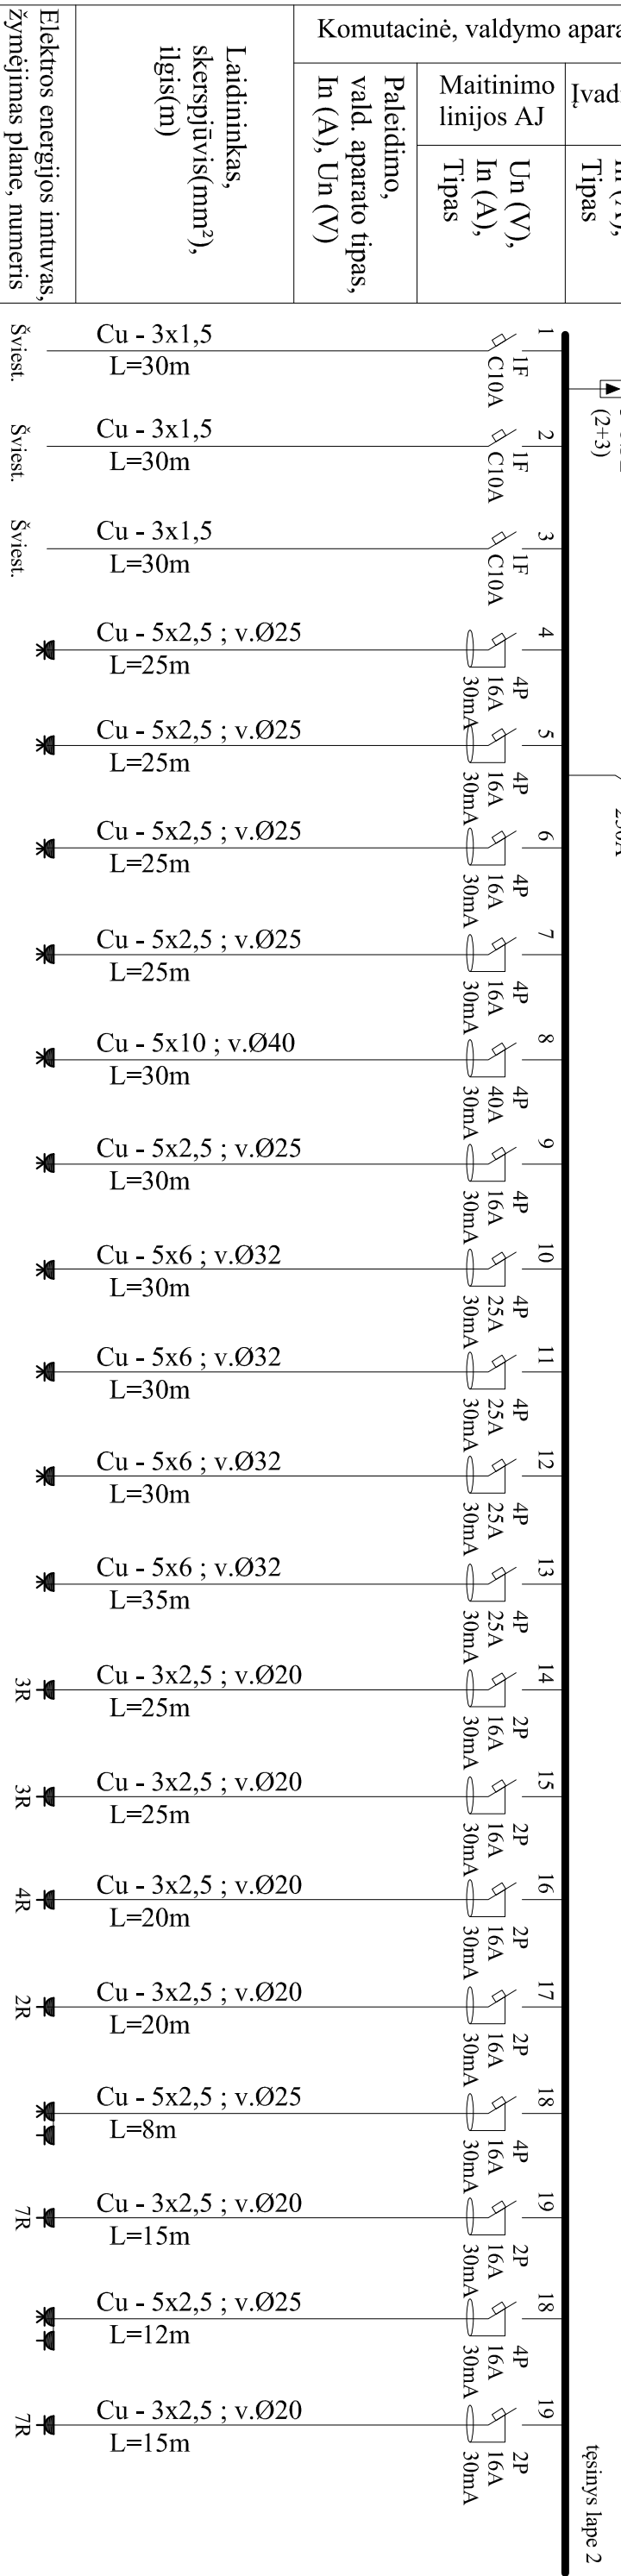 Komutacinė, valdymo apara
Elektros energijos imtuvas,
žymėjimas plane, numeris
Laidininkas,
skerspjūvis(mm²),
ilgis(m)
Paleidimo,
vald. aparato tipas,
In (A), Un (V)
Maitinimo
linijos AJ
Un (V),
In (A),
Tipas
Įvadi
In (A),
Tipas
(2+3)
250A
1
Cu - 3x1,5
L=30m
1F
C10A
Šviest.
2
Cu - 3x1,5
L=30m
1F
C10A
Šviest.
3
Cu - 3x1,5
L=30m
1F
C10A
Šviest.
4
Cu - 5x2,5 ; v.Ø25
L=25m
4P
16A
30mA
5
Cu - 5x2,5 ; v.Ø25
L=25m
4P
16A
30mA
6
Cu - 5x2,5 ; v.Ø25
L=25m
4P
16A
30mA
7
Cu - 5x2,5 ; v.Ø25
L=25m
4P
16A
30mA
8
Cu - 5x10 ; v.Ø40
L=30m
4P
40A
30mA
9
Cu - 5x2,5 ; v.Ø25
L=30m
4P
16A
30mA
10
Cu - 5x6 ; v.Ø32
L=30m
4P
25A
30mA
11
Cu - 5x6 ; v.Ø32
L=30m
4P
25A
30mA
12
Cu - 5x6 ; v.Ø32
L=30m
4P
25A
30mA
13
Cu - 5x6 ; v.Ø32
L=35m
4P
25A
30mA
14
Cu - 3x2,5 ; v.Ø20
L=25m
2P
16A
30mA
3R
15
Cu - 3x2,5 ; v.Ø20
L=25m
2P
16A
30mA
3R
16
Cu - 3x2,5 ; v.Ø20
L=20m
2P
16A
30mA
4R
17
Cu - 3x2,5 ; v.Ø20
L=20m
2P
16A
30mA
2R
18
Cu - 5x2,5 ; v.Ø25
L=8m
4P
16A
30mA
19
Cu - 3x2,5 ; v.Ø20
L=15m
2P
16A
30mA
7R
18
Cu - 5x2,5 ; v.Ø25
L=12m
4P
16A
30mA
19
Cu - 3x2,5 ; v.Ø20
L=15m
2P
16A
30mA
7R
tęsinys lape 2